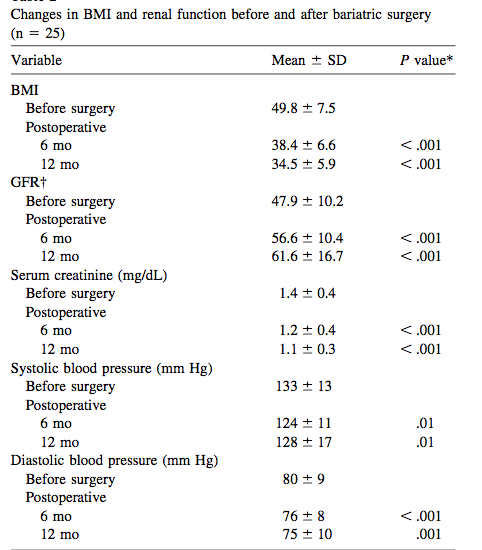 Changes in BMI and renal function before and after bariatric surgery
(n = 25)
Variable Mean ± SD P value*
BMI
Before surgery 49.8 ± 7.5
Postoperative
6 mo 38.4 ± 6.6 <.001
12 mo 34.5 ± 5.9 <.001
GFR†
Before surgery 47.9 ± 10.2
Postoperative
6 mo 56.6 ± 10.4 <.001
12 mo 61.6 ± 16.7 <.001
Serum creatinine (mg/dL)
Before surgery 1.4 ± 0.4
Postoperative
6 mo 1.2 ± 0.4 <.001
12 mo 1.1 ± 0.3 <.001
Systolic blood pressure (mm Hg)
Before surgery 133 ± 13
Postoperative
6 mo 124 ± 11 .01
12 mo 128 ± 17 .01
Diastolic blood pressure (mm Hg)
Before surgery 80 ± 9
Postoperative
6 mo 76 ± 8 <.001
12 mo 75 ± 10 .001